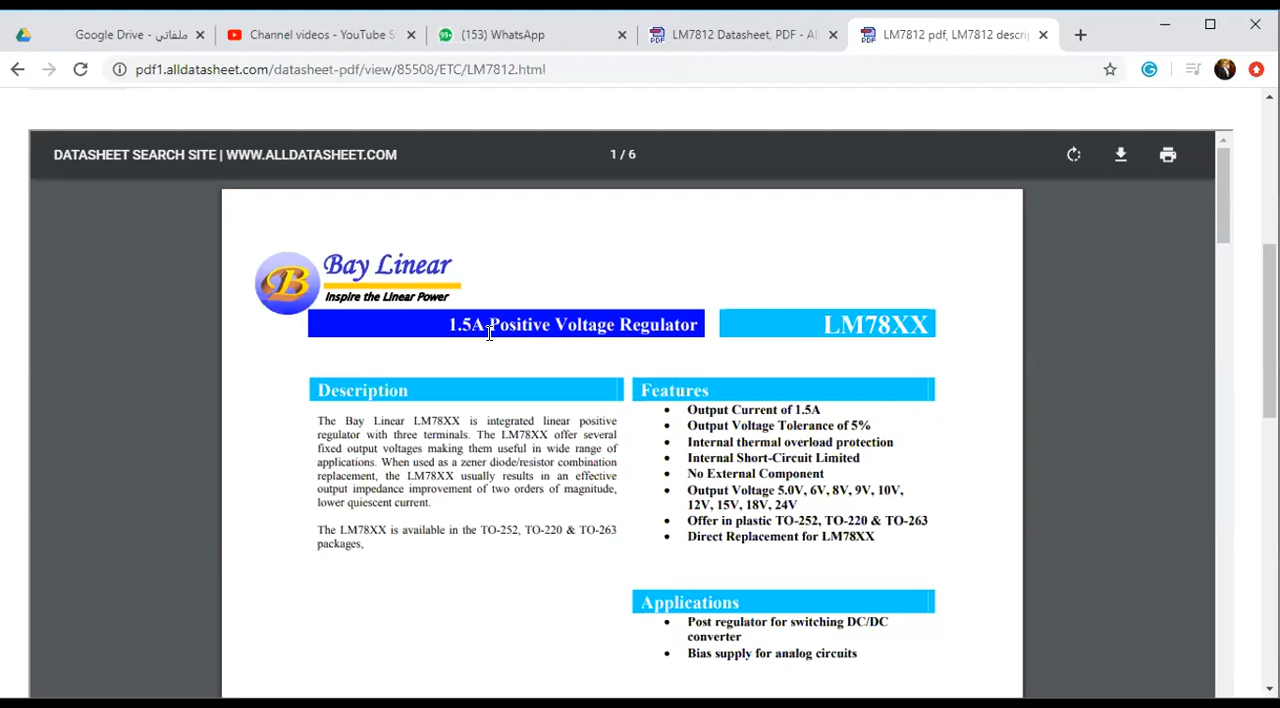 Google Drive - ملفاتي
Channel videos - YouTube S
(153) WhatsApp
LM7812 Datasheet, PDF - Al
LM7812 pdf, LM7812 descri
pdf1.alldatasheet.com/datasheet-pdf/view/85508/ETC/LM7812.html
DATASHEET SEARCH SITE | WWW.ALLDATASHEET.COM
1 / 6
B
Bay Linear
Inspire the Linear Power
1.5A Positive Voltage Regulator
LM78XX
Description
The Bay Linear LM78XX is integrated linear positive
regulator with three terminals. The LM78XX offer several
fixed output voltages making them useful in wide range of
applications. When used as a zener diode/resistor combination
replacement, the LM78XX usually results in an effective
output impedance improvement of two orders of magnitude,
lower quiescent current.
The LM78XX is available in the TO-252, TO-220 & TO-263
packages,
Features
• Output Current of 1.5A
• Output Voltage Tolerance of 5%
• Internal thermal overload protection
• Internal Short-Circuit Limited
• No External Component
• Output Voltage 5.0V, 6V, 8V, 9V, 10V,
12V, 15V, 18V, 24V
• Offer in plastic TO-252, TO-220 & TO-263
• Direct Replacement for LM78XX
Applications
• Post regulator for switching DC/DC
converter
• Bias supply for analog circuits